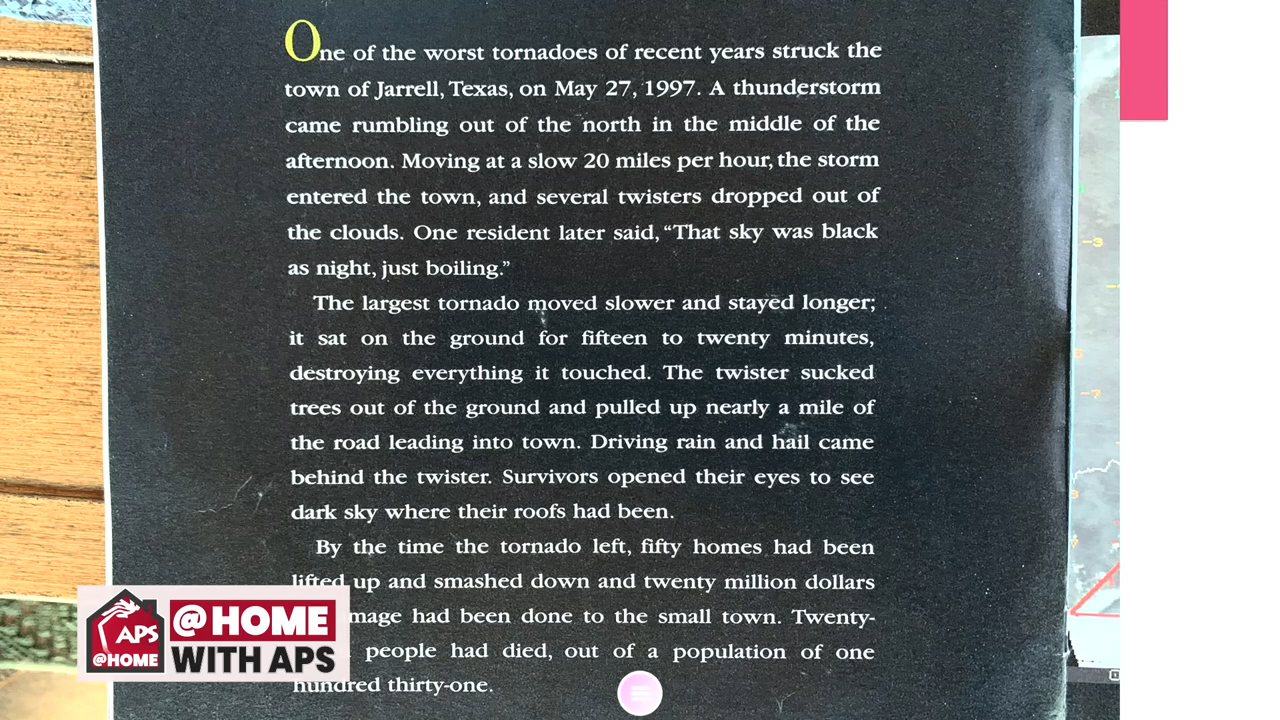 One of the worst tornadoes of recent years struck the
town of Jarrell, Texas, on May 27, 1997. A thunderstorm
came rumbling out of the north in the middle of the
afternoon. Moving at a slow 20 miles per hour, the storm
entered the town, and several twisters dropped out of
the clouds. One resident later said, “That sky was black
as night, just boiling.”
The largest tornado moved slower and stayed longer;
it sat on the ground for fifteen to twenty minutes,
destroying everything it touched. The twister sucked
trees out of the ground and pulled up nearly a mile of
the road leading into town. Driving rain and hail came
behind the twister. Survivors opened their eyes to see
dark sky where their roofs had been.
By the time the tornado left, fifty homes had been
lifted up and smashed down and twenty million dollars
had been done to the small town. Twenty-
people had died, out of a population of one
hundred thirty-one.
APS
@HOME
@HOME
WITH APS
-3
-7